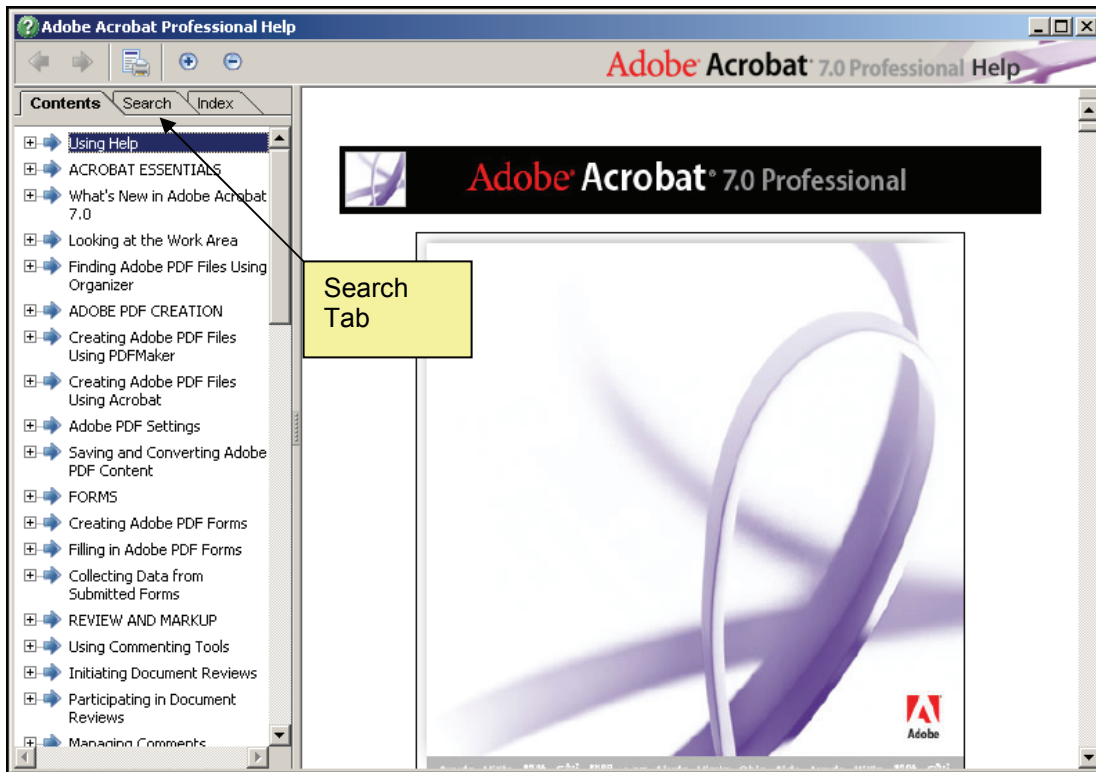 Adobe Acrobat Professional Help
Adobe Acrobat 7.0 Professional Help
Contents Search Index
Using Help
ACROBAT ESSENTIALS
What's New in Adobe Acrobat
7.0
Looking at the Work Area
Finding Adobe PDF Files Using
Organizer
ADOBE PDF CREATION
Creating Adobe PDF Files
Using PDFMaker
Creating Adobe PDF Files
Using Acrobat
Adobe PDF Settings
Saving and Converting Adobe
PDF Content
FORMS
Creating Adobe PDF Forms
Filling in Adobe PDF Forms
Collecting Data from
Submitted Forms
REVIEW AND MARKUP
Using Commenting Tools
Initiating Document Reviews
Participating in Document
Reviews
Managing Comments
Adobe Acrobat® 7.0 Professional
Search
Tab
Adobe